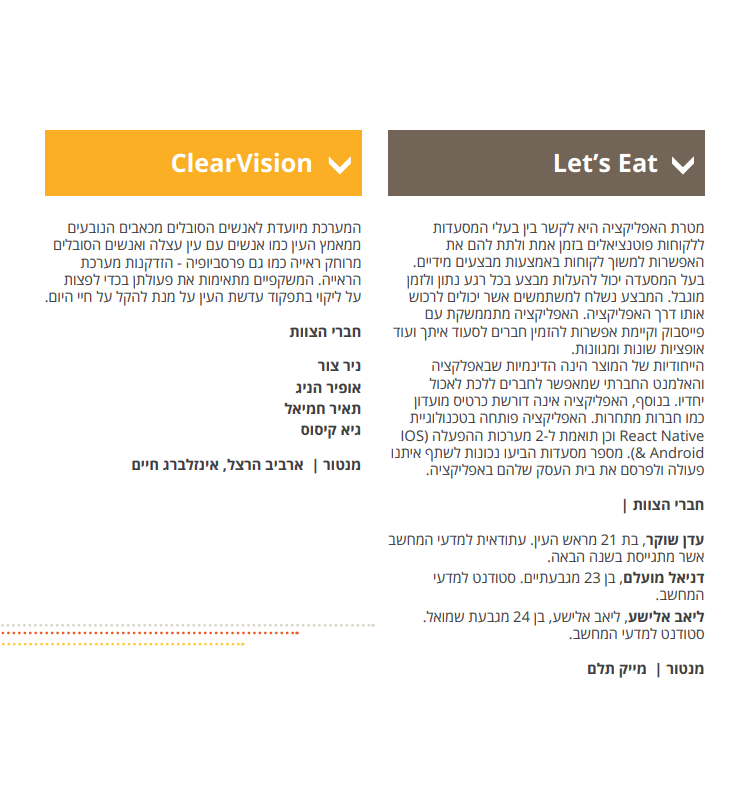 Let’s Eat
מטרת האפליקציה היא לקשר בין בעלי המסעדות
ללקוחות פוטנציאלים בזמן אמת ולתת להם את
האפשרות למשוך לקוחות באמצעות מבצעים מידיים.
בעל המסעדה יכול להעלות מבצע בכל רגע נתון ולזמן
מוגבל. המבצע נשלח למשתמשים אשר יכולים לרכוש
אותו דרך האפליקציה. האפליקציה מתממשקת עם
פייסבוק וקיימת אפשרות להזמין חברים לסעוד איתך ועוד
אופציות שונות ומגוונות.
הייחודיות של המוצר הינה הדינמיות שבאפלקציה
והאלמנט החברתי שמאפשר לחברים ללכת לאכול
יחדיו. בנוסף, האפליקציה אינה דורשת כרטיס מועדון
כמו חברות מתחרות. האפליקציה פותחה בטכנולוגיית
React Native וכן תואמת ל-2 מערכות ההפעלה (IOS
& Android). מספר מסעדות הביעו נכונות לשתף איתנו
פעולה ולפרסם את בית העסק שלהם באפליקציה.
חברי הצוות |
עדן שוקר, בת 21 מראש העין. עתודאית למדעי המחשב
אשר מתגייסת בשנה הבאה.
דניאל מועלם, בן 23 מגבעתיים. סטודנט למדעי
המחשב.
ליאב אלישע, ליאב אלישע, בן 24 מגבעת שמואל.
סטודנט למדעי המחשב.
מנטור | מייק תלם
ClearVision
המערכת מיועדת לאנשים הסובלים מכאבים הנובעים
ממאמץ העין כמו אנשים עם עין עצלה ואנשים הסובלים
מרוחק ראייה כמו גם פרסביופיה - הזדקנות מערכת
הראייה. המשקפיים מתאימות את פעולתן בכדי לפצות
על ליקוי בתפקוד עדשת העין על מנת להקל על חיי היום.
חברי הצוות
ניר צור
אופיר הניג
תאיר חמיאל
גיא קיסוס
מנטור | ארביב הרצל, אינזלברג חיים